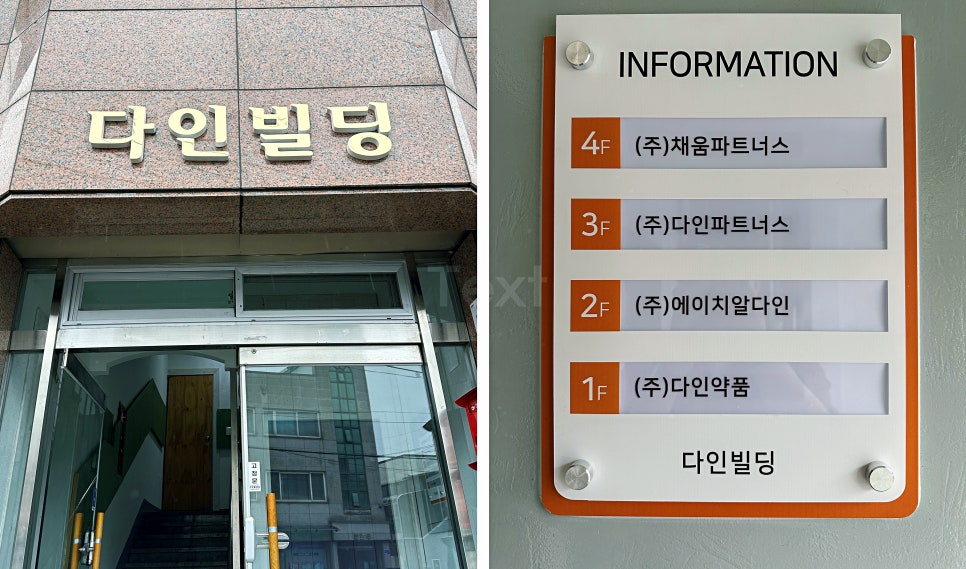 다인빌딩
고정문
INFORMATION
4F (주)채움파트너스
3F (주)다인파트너스
2F (주)에이치알다인
1F (주)다인약품
다인빌딩
Text